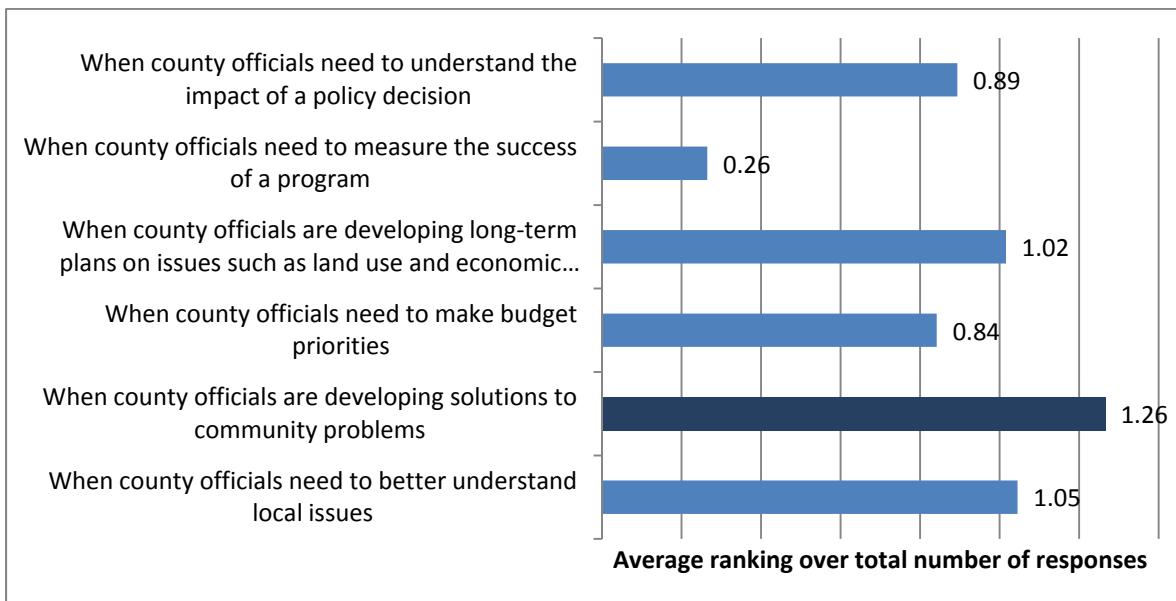 When county officials need to understand the
impact of a policy decision
0.89
When county officials need to measure the success
of a program
0.26
When county officials are developing long-term
plans on issues such as land use and economic…
1.02
When county officials need to make budget
priorities
0.84
When county officials are developing solutions to
community problems
1.26
When county officials need to better understand
local issues
1.05
Average ranking over total number of responses